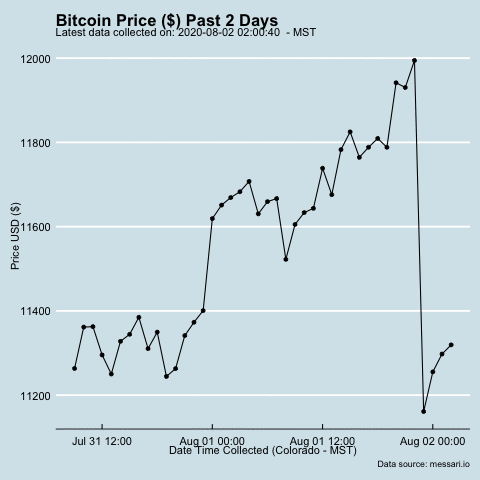 Bitcoin Price ($) Past 2 Days
Latest data collected on: 2020-08-02 02:00:40  - MST
12000
11800
11600
11400
11200
Price USD ($)
Jul 31 12:00
Aug 01 00:00
Aug 01 12:00
Aug 02 00:00
Date Time Collected (Colorado - MST)
Data source: messari.io